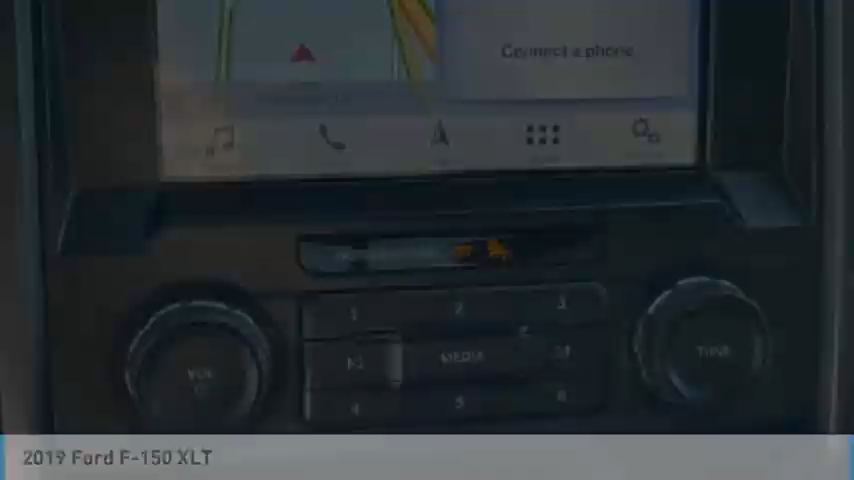 Connect a phone
1 2 3
VOL MEDIA TUNE
4 5 6
2019 Ford F-150 XLT